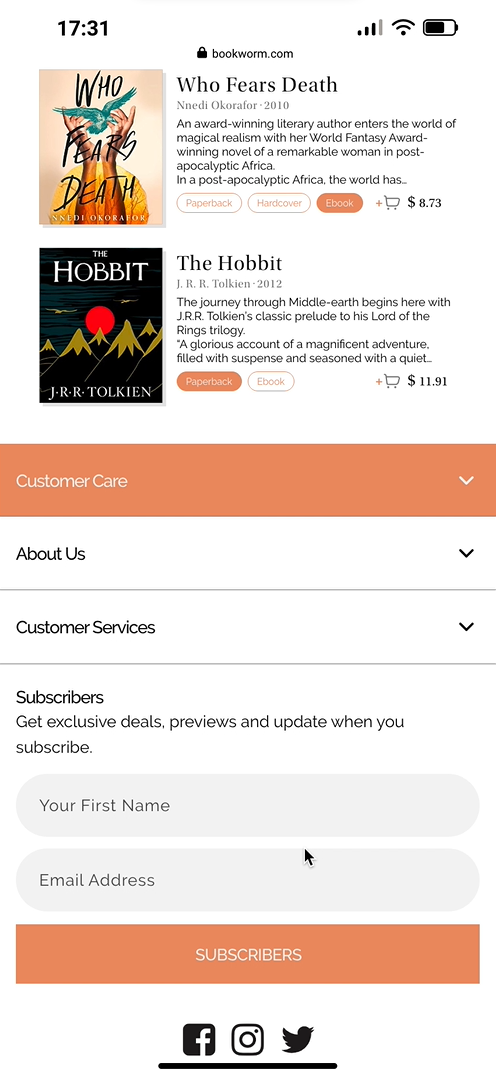 17:31
bookworm.com
WHO
FEARS
DEATH
NNEDI OKORAFOR
Who Fears Death
Nnedi Okorafor · 2010
An award-winning literary author enters the world of
magical realism with her World Fantasy Award-
winning novel of a remarkable woman in post-
apocalyptic Africa.
In a post-apocalyptic Africa, the world has…
Paperback Hardcover Ebook + $ 8.73
THE
HOBBIT
J·R·R·TOLKIEN
The Hobbit
J. R. R. Tolkien · 2012
The journey through Middle-earth begins here with
J.R.R. Tolkien's classic prelude to his Lord of the
Rings trilogy.
“A glorious account of a magnificent adventure,
filled with suspense and seasoned with a quiet…
Paperback Ebook + $ 11.91
Customer Care
About Us
Customer Services
Subscribers
Get exclusive deals, previews and update when you
subscribe.
Your First Name
Email Address
SUBSCRIBERS